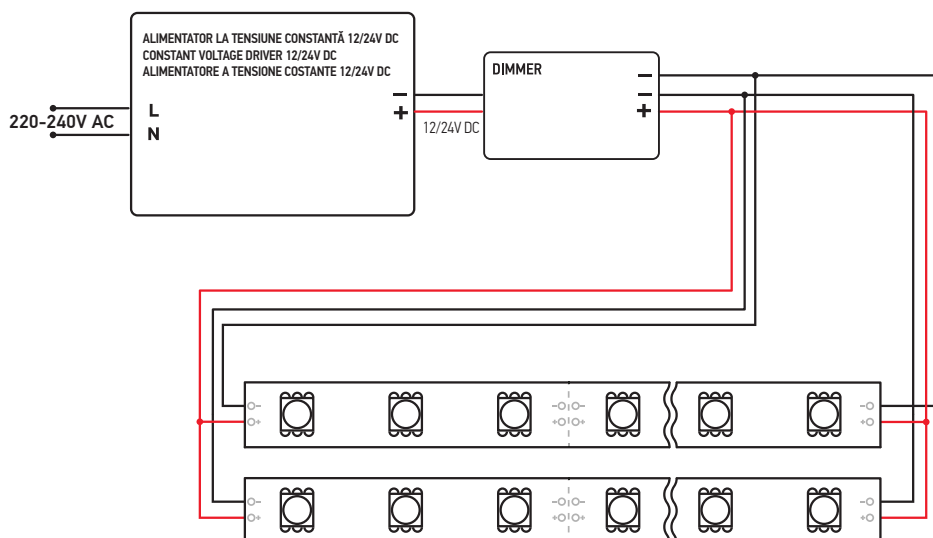 ALIMENTATOR LA TENSIUNE CONSTANTĂ 12/24V DC
CONSTANT VOLTAGE DRIVER 12/24V DC
ALIMENTATORE A TENSIONE COSTANTE 12/24V DC
220-240V AC
L
N
−
+
12/24V DC
DIMMER
−
−
+
− − − −
+ + + +
− − − −
+ + + +